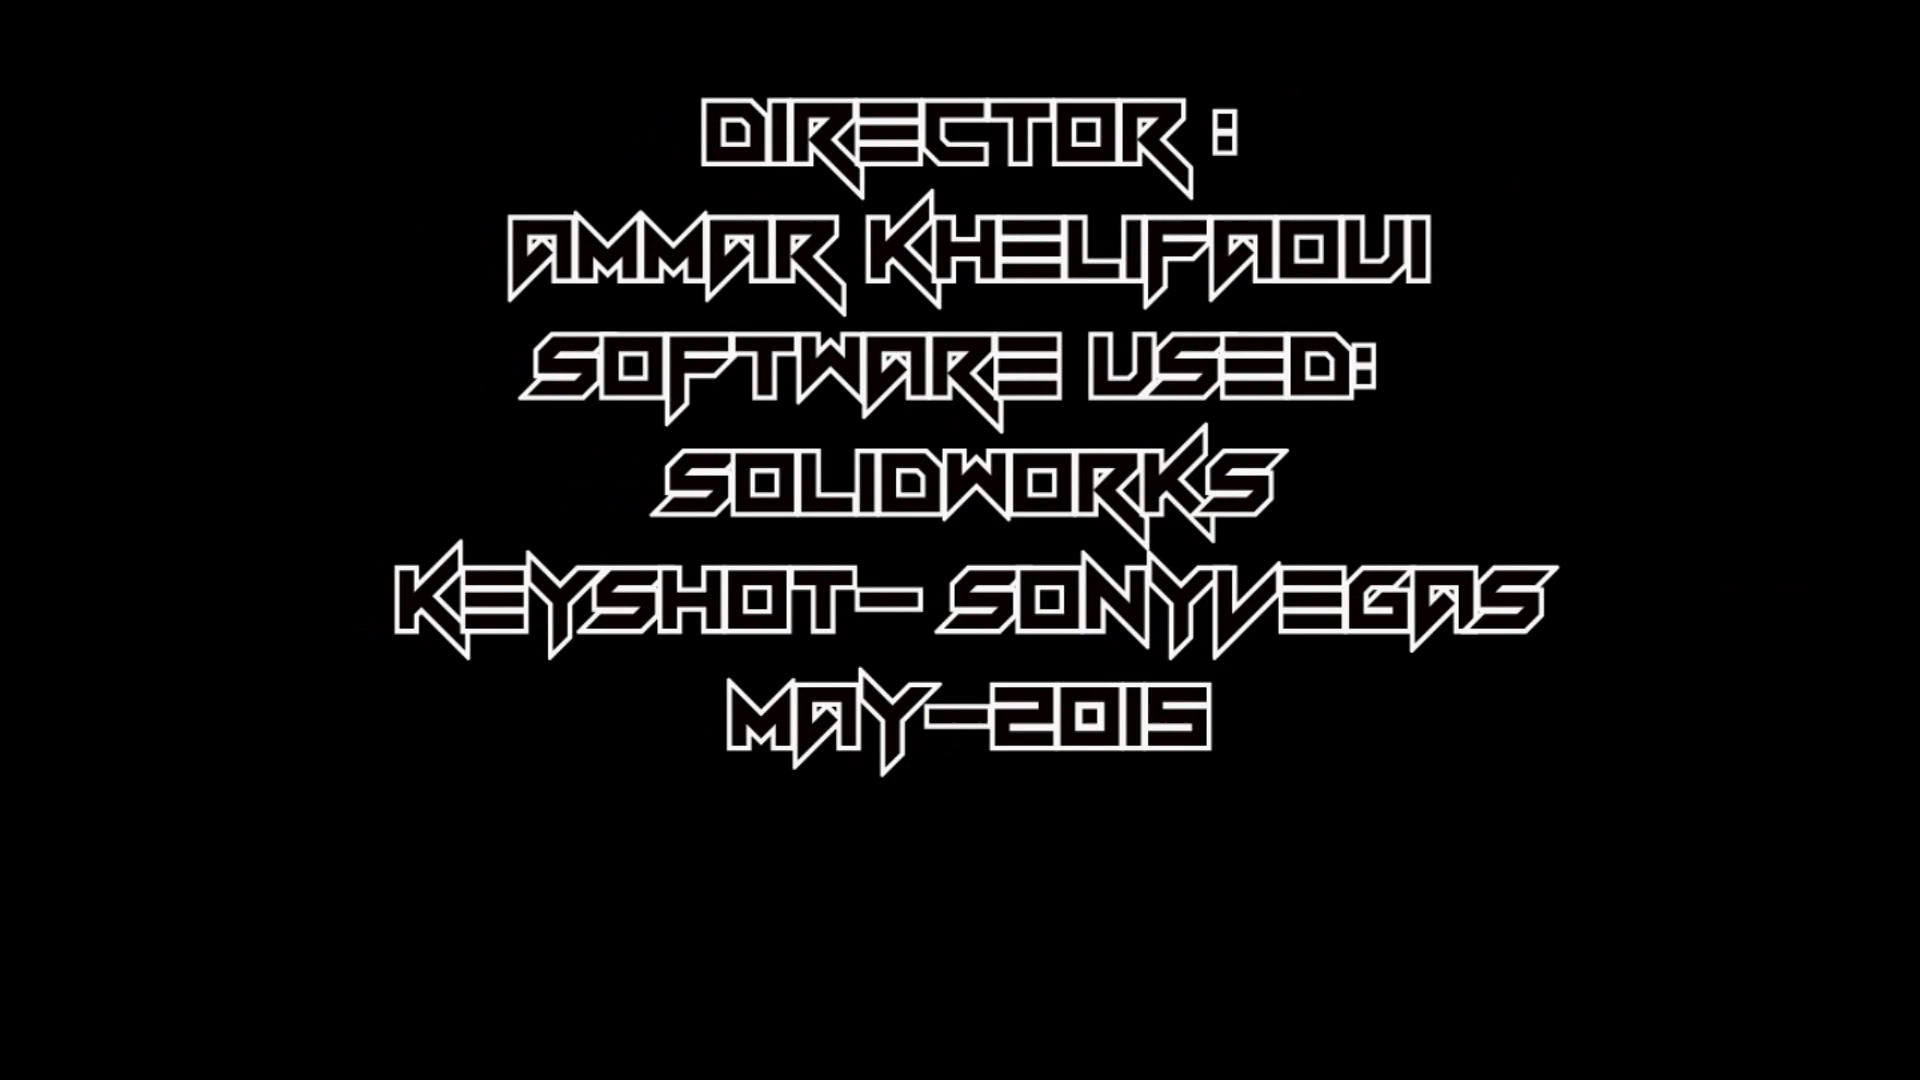 DIRECTOR :
AMMAR KHELIFAOUI
SOFTWARE USED:
SOLIDWORKS
KEYSHOT- SONYVEGAS
MAY-2015